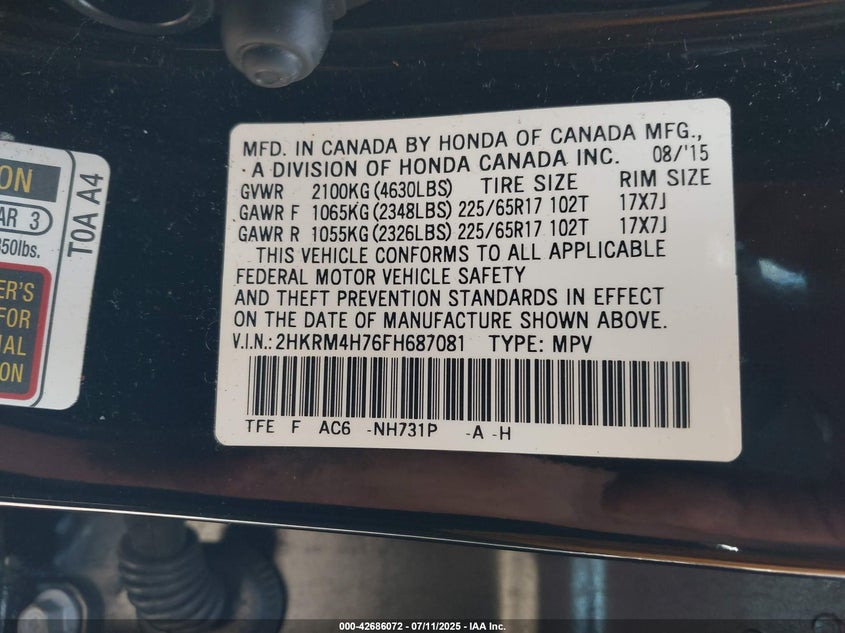 MFD. IN CANADA BY HONDA OF CANADA MFG.,
A DIVISION OF HONDA CANADA INC. 08/'15
GVWR 2100KG (4630LBS) TIRE SIZE RIM SIZE
GAWR F 1065KG (2348LBS) 225/65R17 102T 17X7J
GAWR R 1055KG (2326LBS) 225/65R17 102T 17X7J
THIS VEHICLE CONFORMS TO ALL APPLICABLE
FEDERAL MOTOR VEHICLE SAFETY
AND THEFT PREVENTION STANDARDS IN EFFECT
ON THE DATE OF MANUFACTURE SHOWN ABOVE.
V.I.N.: 2HKRM4H76FH687081 TYPE: MPV
TFE F AC6 -NH731P -A -H
ON
AR 3
350lbs.
ER'S
FOR
IAL
ION
T0A A4
000-42686072 - 07/11/2025 - IAA Inc.